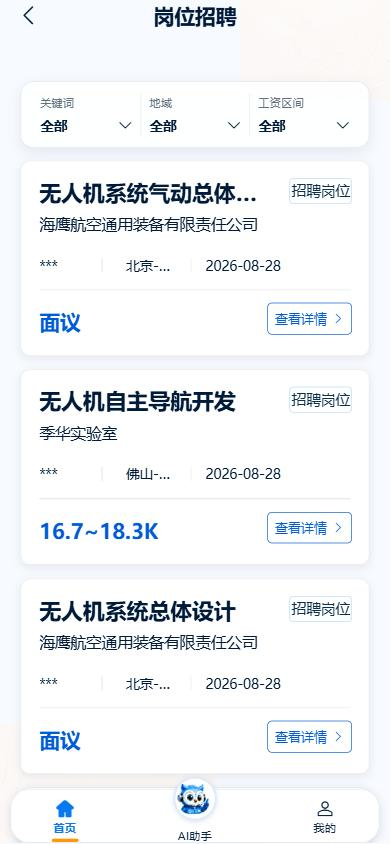 岗位招聘
关键词 地域 工资区间
全部 全部 全部
无人机系统气动总体... 招聘岗位
海鹰航空通用装备有限责任公司
*** 北京-... 2026-08-28
面议 查看详情
无人机自主导航开发 招聘岗位
季华实验室
*** 佛山-... 2026-08-28
16.7~18.3K 查看详情
无人机系统总体设计 招聘岗位
海鹰航空通用装备有限责任公司
*** 北京-... 2026-08-28
面议 查看详情
首页 AI助手 我的